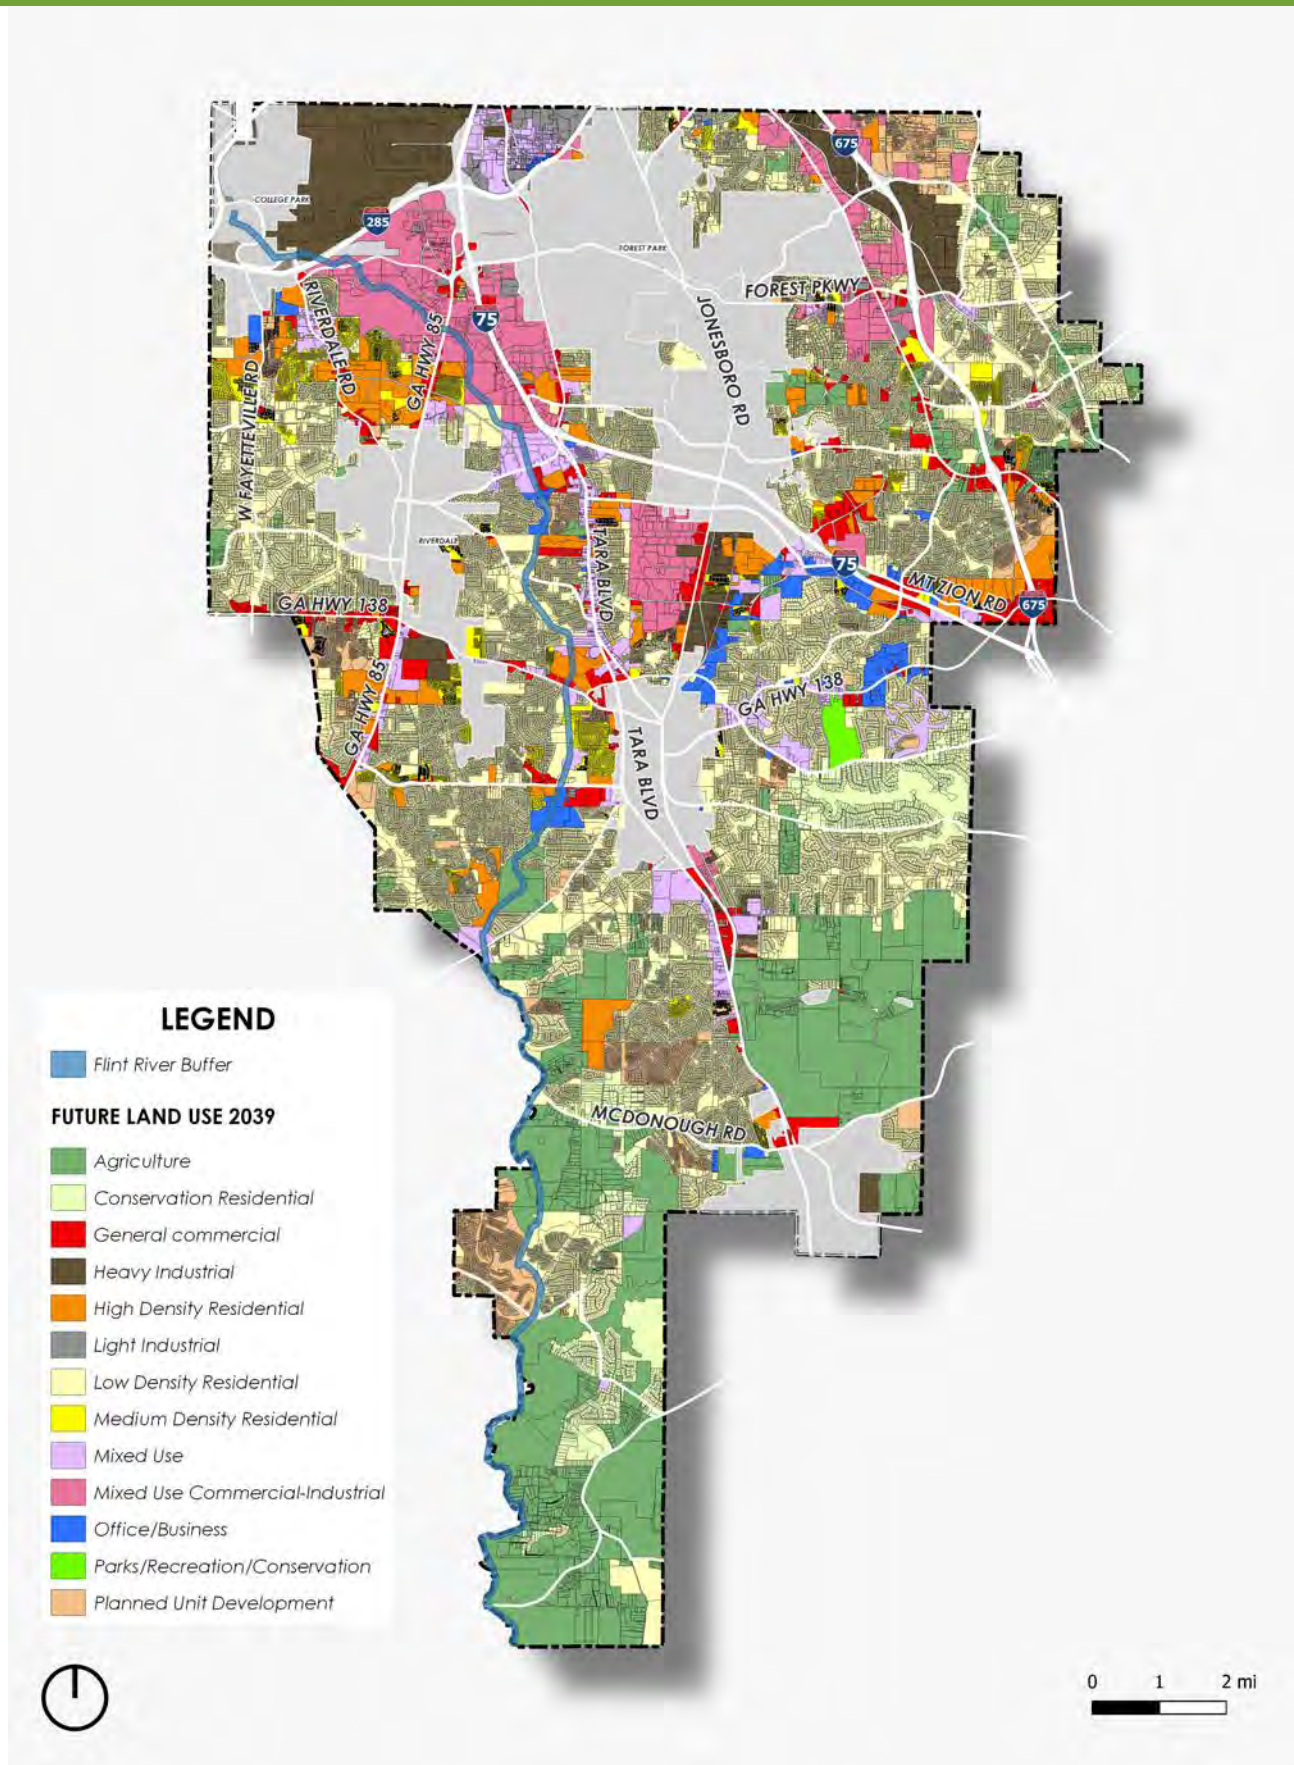 675
COLLEGE PARK
285
FOREST PARK
FOREST PKWY
RIVERDALE RD
GA HWY 85
75
JONESBORO RD
W FAYETTEVILLE RD
RIVERDALE
TARA BLVD
75
MT ZION RD
675
GA HWY 138
GA HWY 85
GA HWY 138
TARA BLVD
MCDONOUGH RD
LEGEND
Flint River Buffer
FUTURE LAND USE 2039
Agriculture
Conservation Residential
General commercial
Heavy Industrial
High Density Residential
Light Industrial
Low Density Residential
Medium Density Residential
Mixed Use
Mixed Use Commercial-Industrial
Office/Business
Parks/Recreation/Conservation
Planned Unit Development
0 1 2 mi